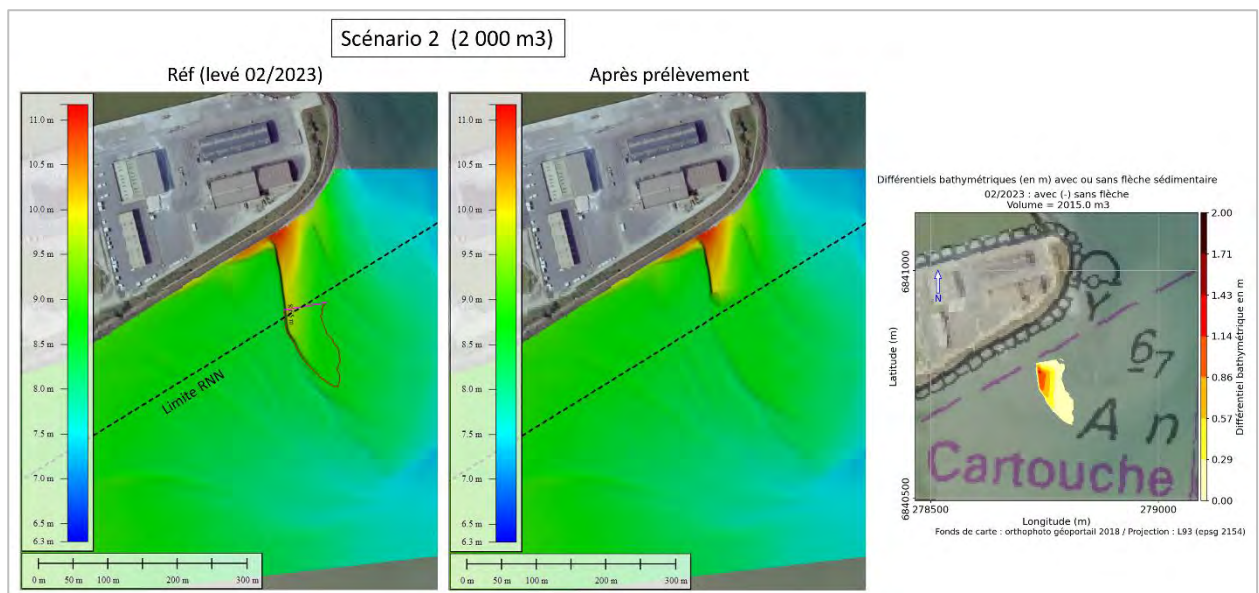 Scénario 2 (2 000 m3)
Réf (levé 02/2023)
11.0 m
10.5 m
10.0 m
9.5 m
9.0 m
8.5 m
8.0 m
7.5 m
7.0 m
6.5 m
6.3 m
Limite RNN
0 m 50 m 100 m 200 m 300 m
Après prélèvement
11.0 m
10.5 m
10.0 m
9.5 m
9.0 m
8.5 m
8.0 m
7.5 m
7.0 m
6.5 m
6.3 m
0 m 50 m 100 m 200 m 300 m
Différentiels bathymétriques (en m) avec ou sans flèche sédimentaire
02/2023 : avec (-) sans flèche
Volume = 2015.0 m3
6841000
6840500
Latitude (m)
N
Y
67
An
Cartouche
278500 279000
Longitude (m)
2.00
1.71
1.43
1.14
0.86
0.57
0.29
0.00
Différentiel bathymétrique en m
Fonds de carte : orthophoto géoportail 2018 / Projection : L93 (epsg 2154)